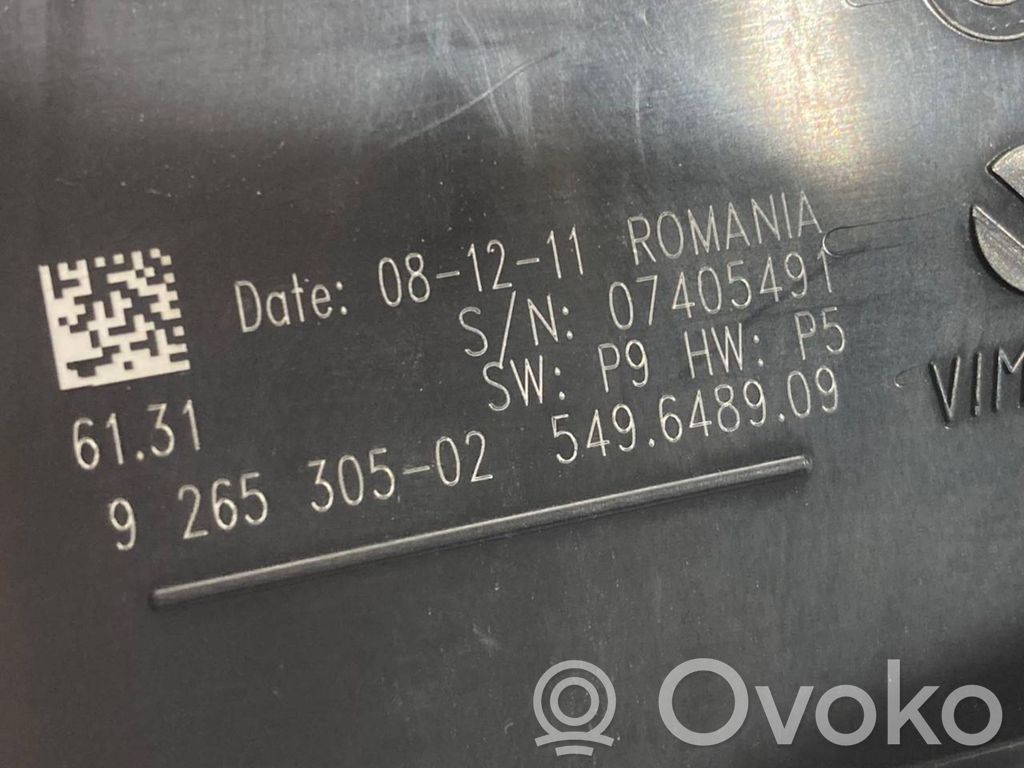 Date: 08-12-11 ROMANIA
S/N: 07405491
SW: P9 HW: P5
61.31
9 265 305-02 549.6489.09
Ovoko